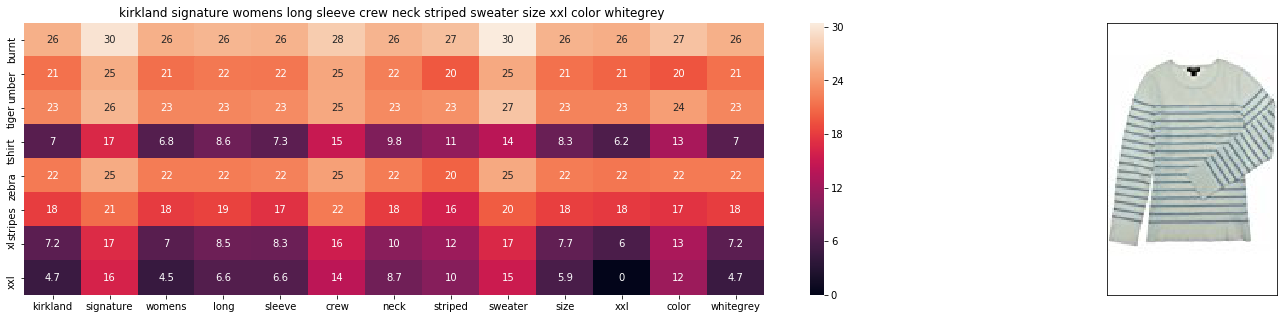 kirkland signature womens long sleeve crew neck striped sweater size xxl color whitegrey
burnt 26 30 26 26 26 28 26 27 30 26 26 27 26
umber 21 25 21 22 22 25 22 20 25 21 21 20 21
tiger 23 26 23 23 23 25 23 23 27 23 23 24 23
tshirt 7 17 6.8 8.6 7.3 15 9.8 11 14 8.3 6.2 13 7
zebra 22 25 22 22 22 25 22 20 25 22 22 22 22
stripes 18 21 18 19 17 22 18 16 20 18 18 17 18
xl 7.2 17 7 8.5 8.3 16 10 12 17 7.7 6 13 7.2
xxl 4.7 16 4.5 6.6 6.6 14 8.7 10 15 5.9 0 12 4.7
kirkland signature womens long sleeve crew neck striped sweater size xxl color whitegrey
30
24
18
12
6
0